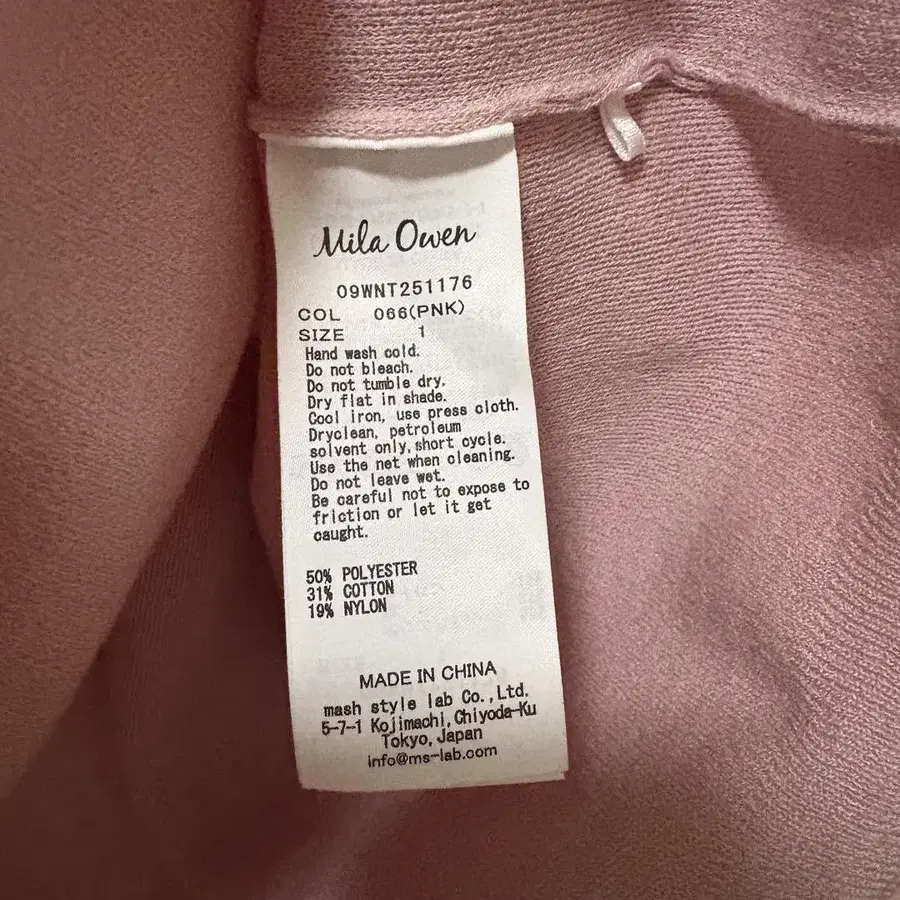 Mila Owen
09WNT251176
COL 066(PNK)
SIZE 1
Hand wash cold.
Do not bleach.
Do not tumble dry.
Dry flat in shade.
Cool iron, use press cloth.
Dryclean, petroleum
solvent only,short cycle.
Use the net when cleaning.
Do not leave wet.
Be careful not to expose to
friction or let it get
caught.
50% POLYESTER
31% COTTON
19% NYLON
MADE IN CHINA
mash style lab Co.,Ltd.
5-7-1 Kojimachi,Chiyoda-Ku
Tokyo,Japan
info@ms-lab.com